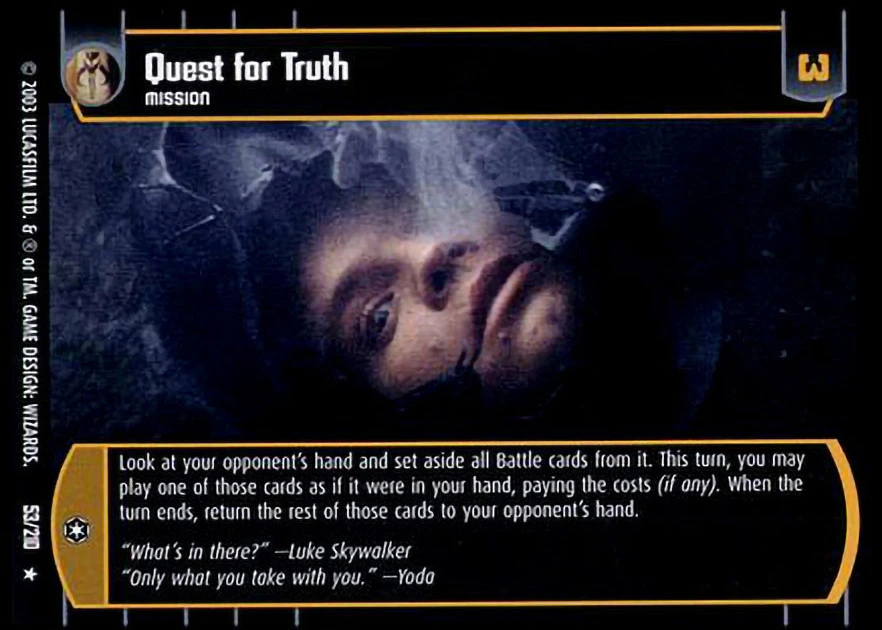 Quest for Truth
MISSION
3
Look at your opponent's hand and set aside all Battle cards from it. This turn, you may
play one of those cards as if it were in your hand, paying the costs (if any). When the
turn ends, return the rest of those cards to your opponent's hand.
"What's in there?" —Luke Skywalker
"Only what you take with you." —Yoda
© 2003 LUCASFILM LTD. & ® or TM. GAME DESIGN: WIZARDS. 53/210 ★